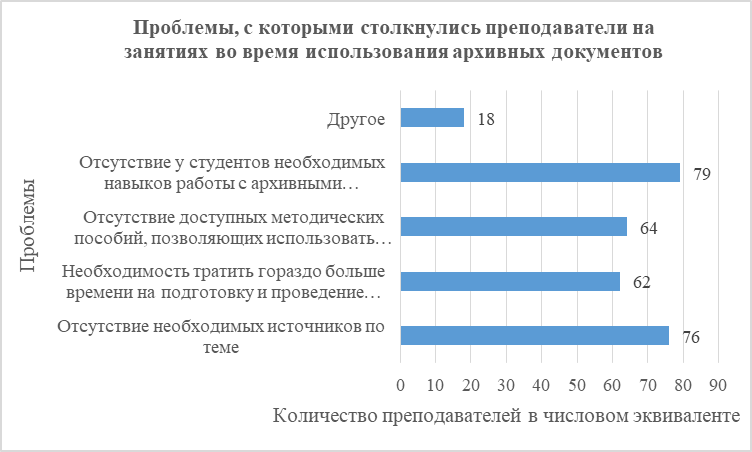 Проблемы, с которыми столкнулись преподаватели на
занятиях во время использования архивных документов
Проблемы
Другое
18
Отсутствие у студентов необходимых
навыков работы с архивными…
79
Отсутствие доступных методических
пособий, позволяющих использовать…
64
Необходимость тратить гораздо больше
времени на подготовку и проведение…
62
Отсутствие необходимых источников по
теме
76
0 10 20 30 40 50 60 70 80 90
Количество преподавателей в числовом эквиваленте